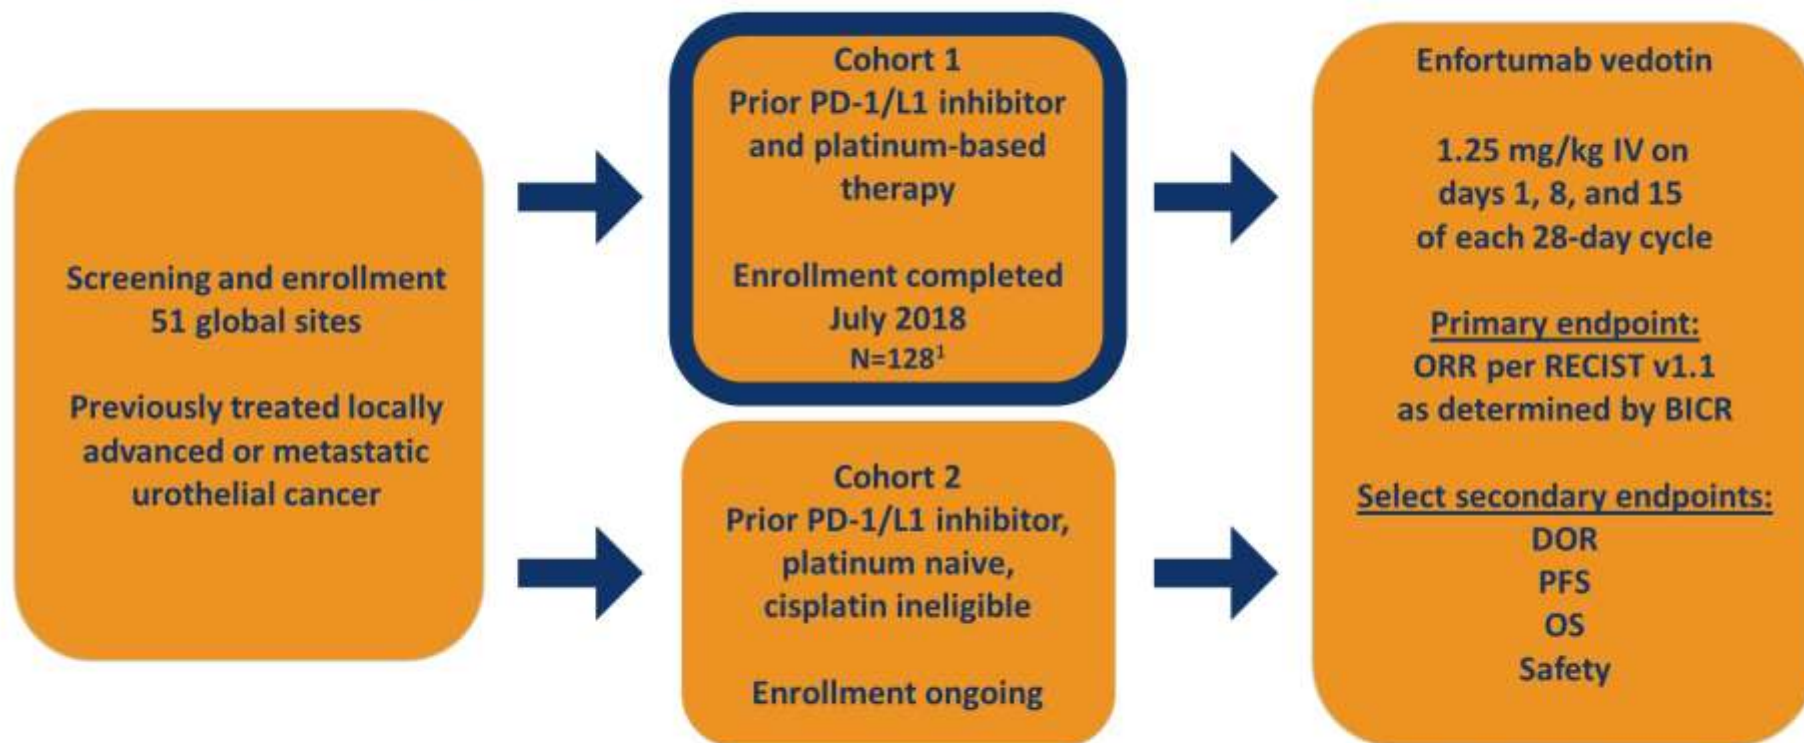 Screening and enrollment
51 global sites
Previously treated locally
advanced or metastatic
urothelial cancer
Cohort 1
Prior PD-1/L1 inhibitor
and platinum-based
therapy
Enrollment completed
July 2018
N=128¹
Cohort 2
Prior PD-1/L1 inhibitor,
platinum naive,
cisplatin ineligible
Enrollment ongoing
Enfortumab vedotin
1.25 mg/kg IV on
days 1, 8, and 15
of each 28-day cycle
Primary endpoint:
ORR per RECIST v1.1
as determined by BICR
Select secondary endpoints:
DOR
PFS
OS
Safety